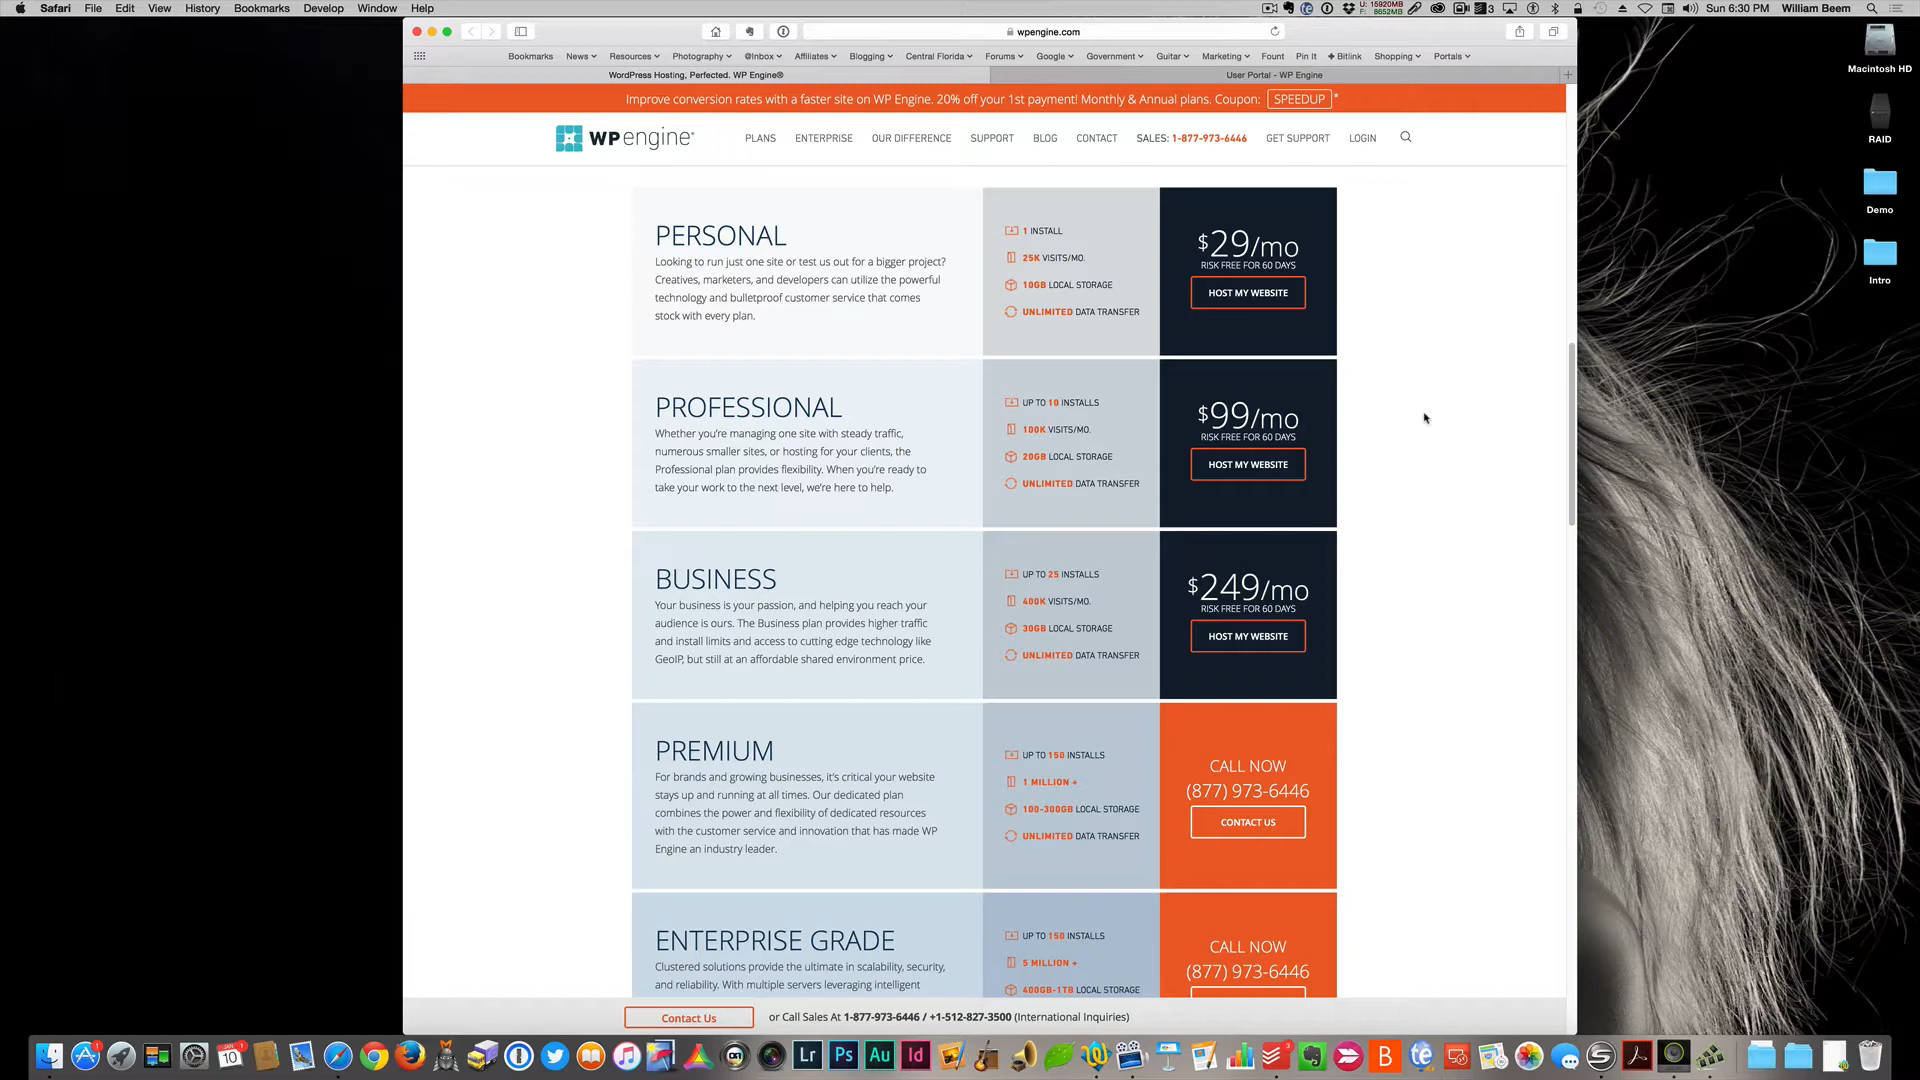 Safari File Edit View History Bookmarks Develop Window Help
U: 15920MB
F: 8652MB
3
Sun 6:30 PM William Beem
wpengine.com
Bookmarks News Resources Photography @Inbox Affiliates Blogging Central Florida Forums Google Government Guitar Marketing Fount Pin It Bitlink Shopping Portals
WordPress Hosting, Perfected. WP Engine®
User Portal - WP Engine
Improve conversion rates with a faster site on WP Engine. 20% off your 1st payment! Monthly & Annual plans. Coupon: SPEEDUP *
WP engine
PLANS ENTERPRISE OUR DIFFERENCE SUPPORT BLOG CONTACT SALES: 1-877-973-6446 GET SUPPORT LOGIN
PERSONAL
Looking to run just one site or test us out for a bigger project?
Creatives, marketers, and developers can utilize the powerful
technology and bulletproof customer service that comes
stock with every plan.
1 INSTALL
25K VISITS/MO.
10GB LOCAL STORAGE
UNLIMITED DATA TRANSFER
$29/mo
RISK FREE FOR 60 DAYS
HOST MY WEBSITE
PROFESSIONAL
Whether you're managing one site with steady traffic,
numerous smaller sites, or hosting for your clients, the
Professional plan provides flexibility. When you're ready to
take your work to the next level, we're here to help.
UP TO 10 INSTALLS
100K VISITS/MO.
20GB LOCAL STORAGE
UNLIMITED DATA TRANSFER
$99/mo
RISK FREE FOR 60 DAYS
HOST MY WEBSITE
BUSINESS
Your business is your passion, and helping you reach your
audience is ours. The Business plan provides higher traffic
and install limits and access to cutting edge technology like
GeoIP, but still at an affordable shared environment price.
UP TO 25 INSTALLS
400K VISITS/MO.
30GB LOCAL STORAGE
UNLIMITED DATA TRANSFER
$249/mo
RISK FREE FOR 60 DAYS
HOST MY WEBSITE
PREMIUM
For brands and growing businesses, it's critical your website
stays up and running at all times. Our dedicated plan
combines the power and flexibility of dedicated resources
with the customer service and innovation that has made WP
Engine an industry leader.
UP TO 150 INSTALLS
1 MILLION +
100-300GB LOCAL STORAGE
UNLIMITED DATA TRANSFER
CALL NOW
(877) 973-6446
CONTACT US
ENTERPRISE GRADE
Clustered solutions provide the ultimate in scalability, security,
and reliability. With multiple servers leveraging intelligent
UP TO 150 INSTALLS
5 MILLION +
400GB-1TB LOCAL STORAGE
CALL NOW
(877) 973-6446
Contact Us
or Call Sales At 1-877-973-6446 / +1-512-827-3500 (International Inquiries)
Macintosh HD
RAID
Demo
Intro
1
JAN
10
1
Lr Ps Au Id
3
B
te